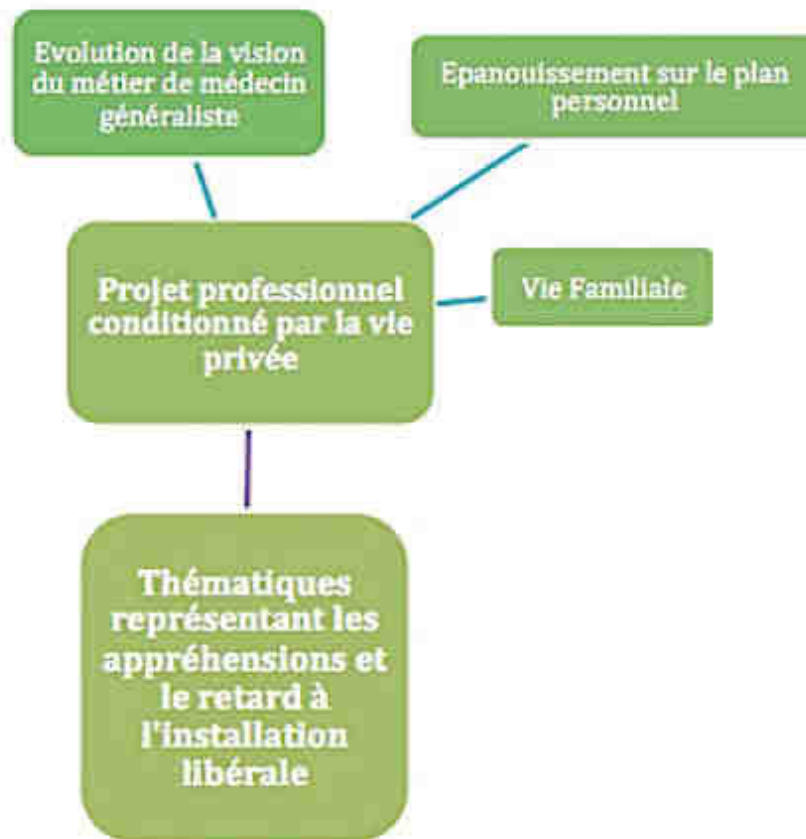 Evolution de la vision
du métier de médecin
généraliste
Epanouissement sur le plan
personnel
Projet professionnel
conditionné par la vie
privée
Vie Familiale
Thématiques
représentant les
appréhensions et
le retard à
l'installation
libérale